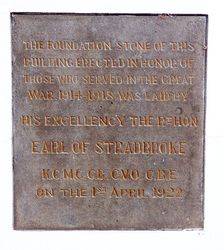 THE FOUNDATION STONE OF THIS
BUILDING ERECTED IN HONOR OF
THOSE WHO SERVED IN THE GREAT
WAR 1914-1918 WAS LAID BY
HIS EXCELLENCY THE RT HON
EARL OF STRADBROKE
K.C.M.G. C.B. C.V.O. C.B.E.
ON THE 1ST APRIL 1922